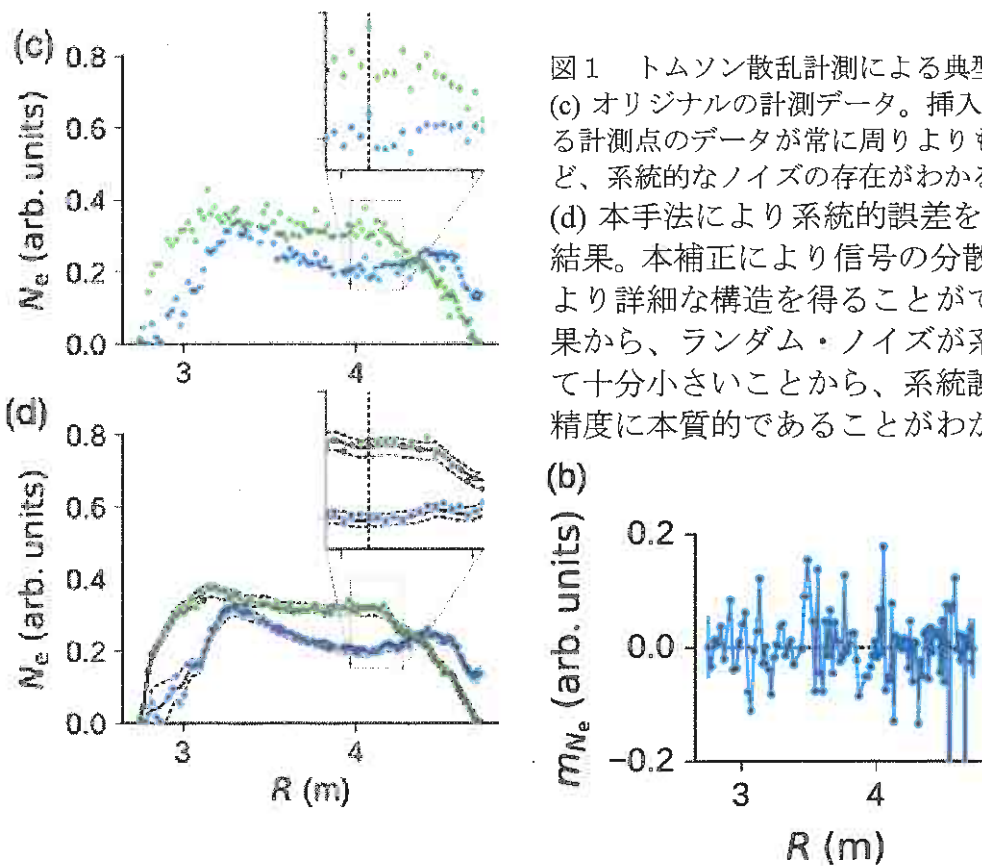 (c)
0.8
0.6
0.4
0.2
0.0
Ne (arb. units)
3
4
図1 トムソン散乱計測による典型
(c) オリジナルの計測データ。挿入
る計測点のデータが常に周りより
ど、系統的なノイズの存在がわかる
(d) 本手法により系統的誤差を
結果。本補正により信号の分散
より詳細な構造を得ることがで
果から、ランダム・ノイズが系
て十分小さいことから、系統誤
精度に本質的であることがわか
(d)
0.8
0.6
0.4
0.2
0.0
Ne (arb. units)
3
4
R (m)
(b)
0.2
0.0
−0.2
mNe (arb. units)
3
4
R (m)